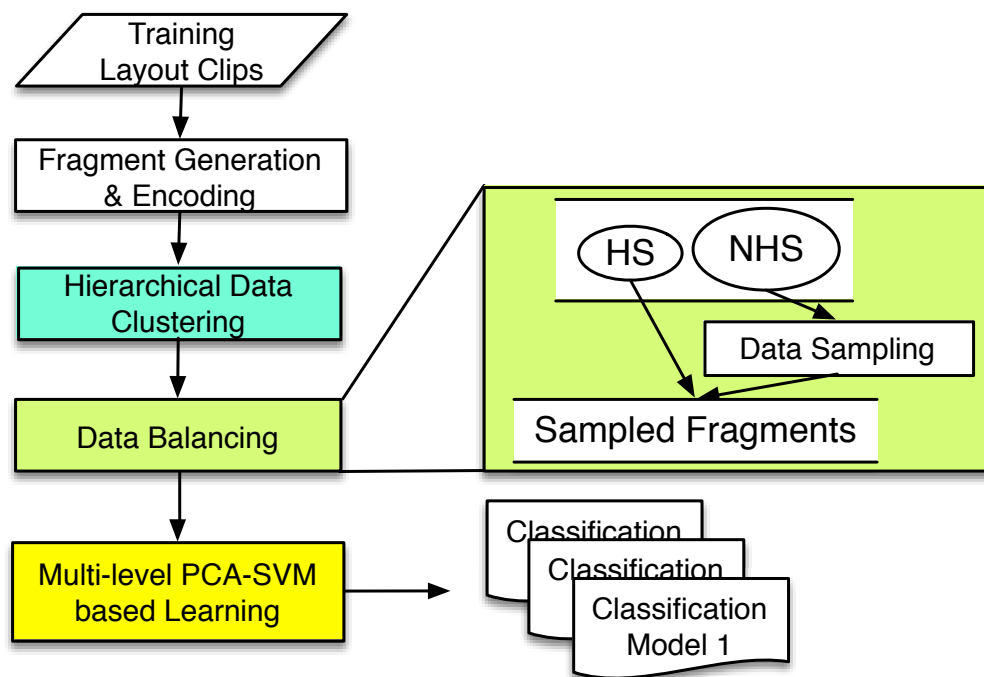 Training
Layout Clips
Fragment Generation
& Encoding
Hierarchical Data
Clustering
Data Balancing
Multi-level PCA-SVM
based Learning
HS
NHS
Data Sampling
Sampled Fragments
Classification
Classification
Classification
Model 1